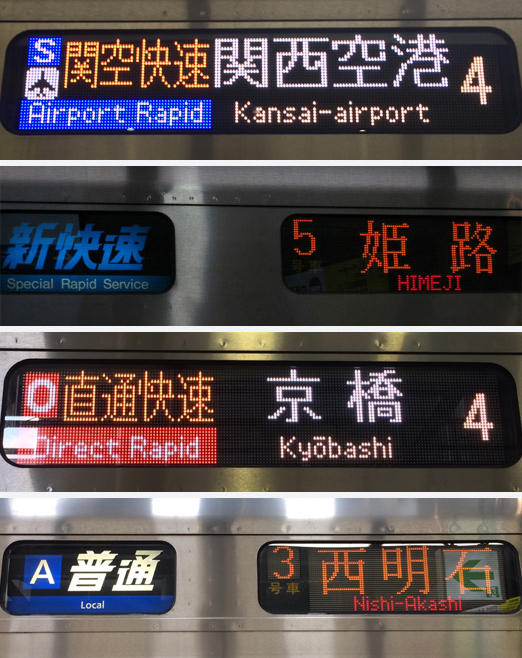 S 関空快速 関西空港 4
Airport Rapid Kansai-airport
新快速 5 姫路
Special Rapid Service HIMEJI
O 直通快速 京橋 4
Direct Rapid Kyōbashi
A 普通 3 西明石
号車
Local Nishi-Akashi